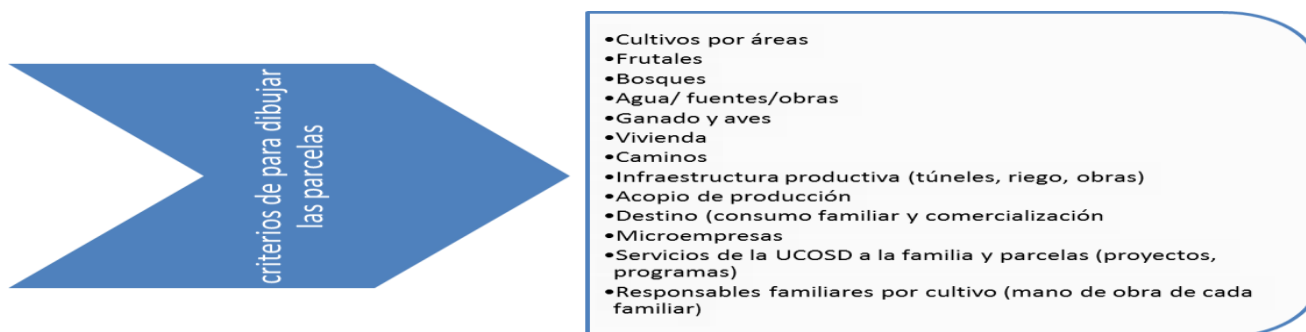 criterios de para dibujar
las parcelas
•Cultivos por áreas
•Frutales
•Bosques
•Agua/ fuentes/obras
•Ganado y aves
•Vivienda
•Caminos
•Infraestructura productiva (túneles, riego, obras)
•Acopio de producción
•Destino (consumo familiar y comercialización
•Microempresas
•Servicios de la UCOSD a la familia y parcelas (proyectos,
programas)
•Responsables familiares por cultivo (mano de obra de cada
familiar)